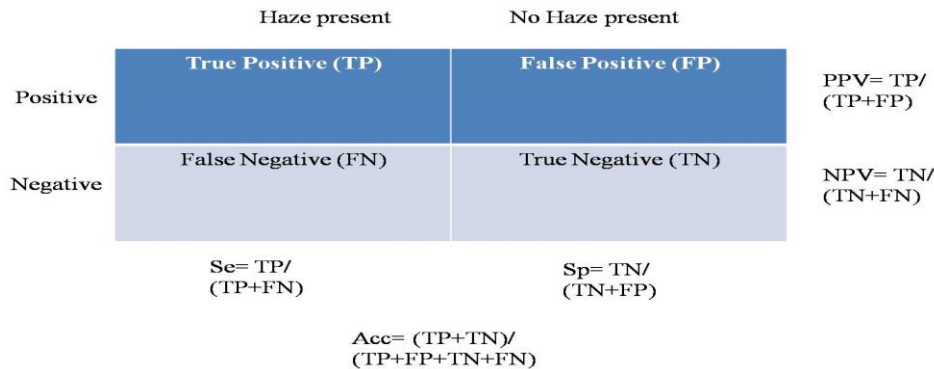 Haze present No Haze present
True Positive (TP) False Positive (FP)
Positive
PPV= TP/
(TP+FP)
False Negative (FN) True Negative (TN)
Negative
NPV= TN/
(TN+FN)
Se= TP/
(TP+FN)
Sp= TN/
(TN+FP)
Acc= (TP+TN)/
(TP+FP+TN+FN)